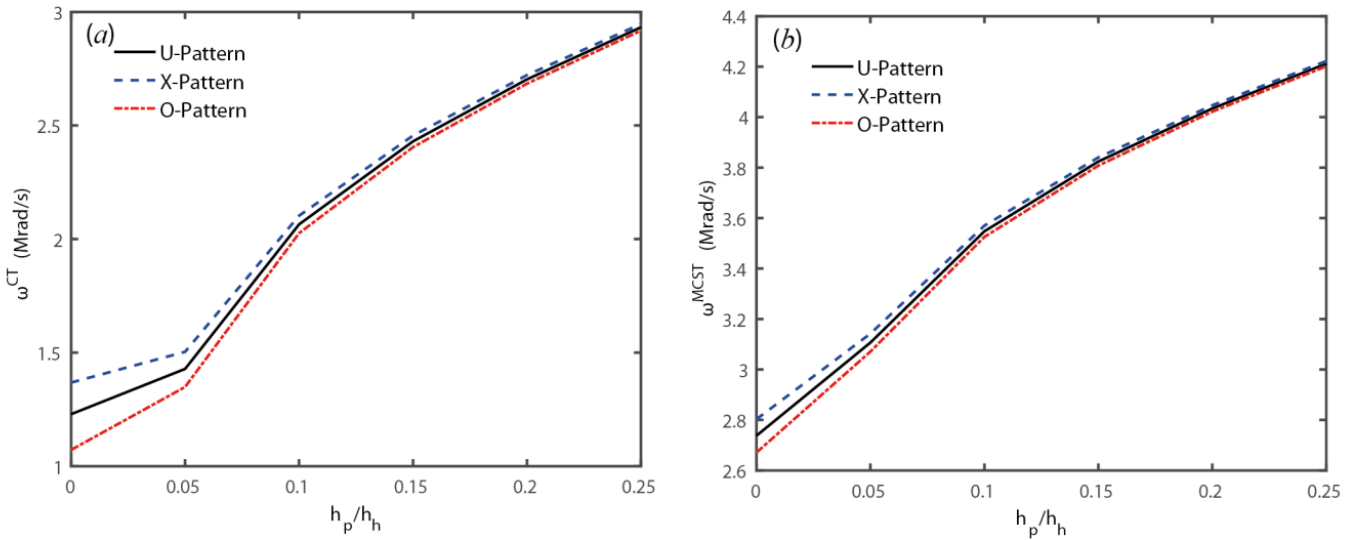 (a)
U-Pattern
X-Pattern
O-Pattern
3
2.5
2
1.5
1
ω^CT (Mrad/s)
0 0.05 0.1 0.15 0.2 0.25
h_p/h_h
(b)
U-Pattern
X-Pattern
O-Pattern
4.4
4.2
4
3.8
3.6
3.4
3.2
3
2.8
2.6
ω^MCST (Mrad/s)
0 0.05 0.1 0.15 0.2 0.25
h_p/h_h